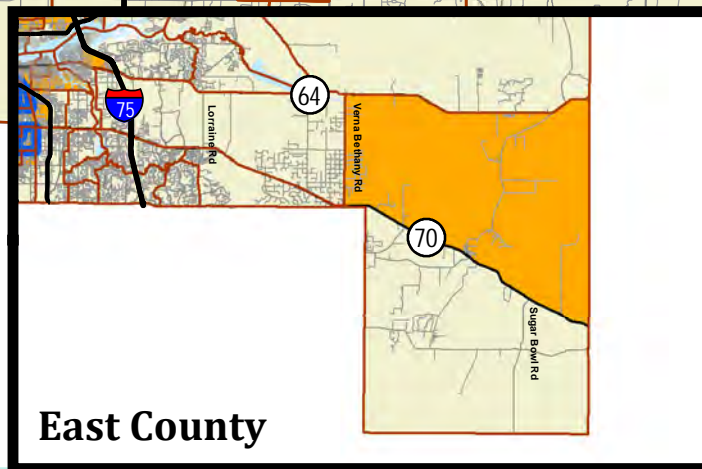 64
75
Lorraine Rd
Verna Bethany Rd
70
Sugar Bowl Rd
East County